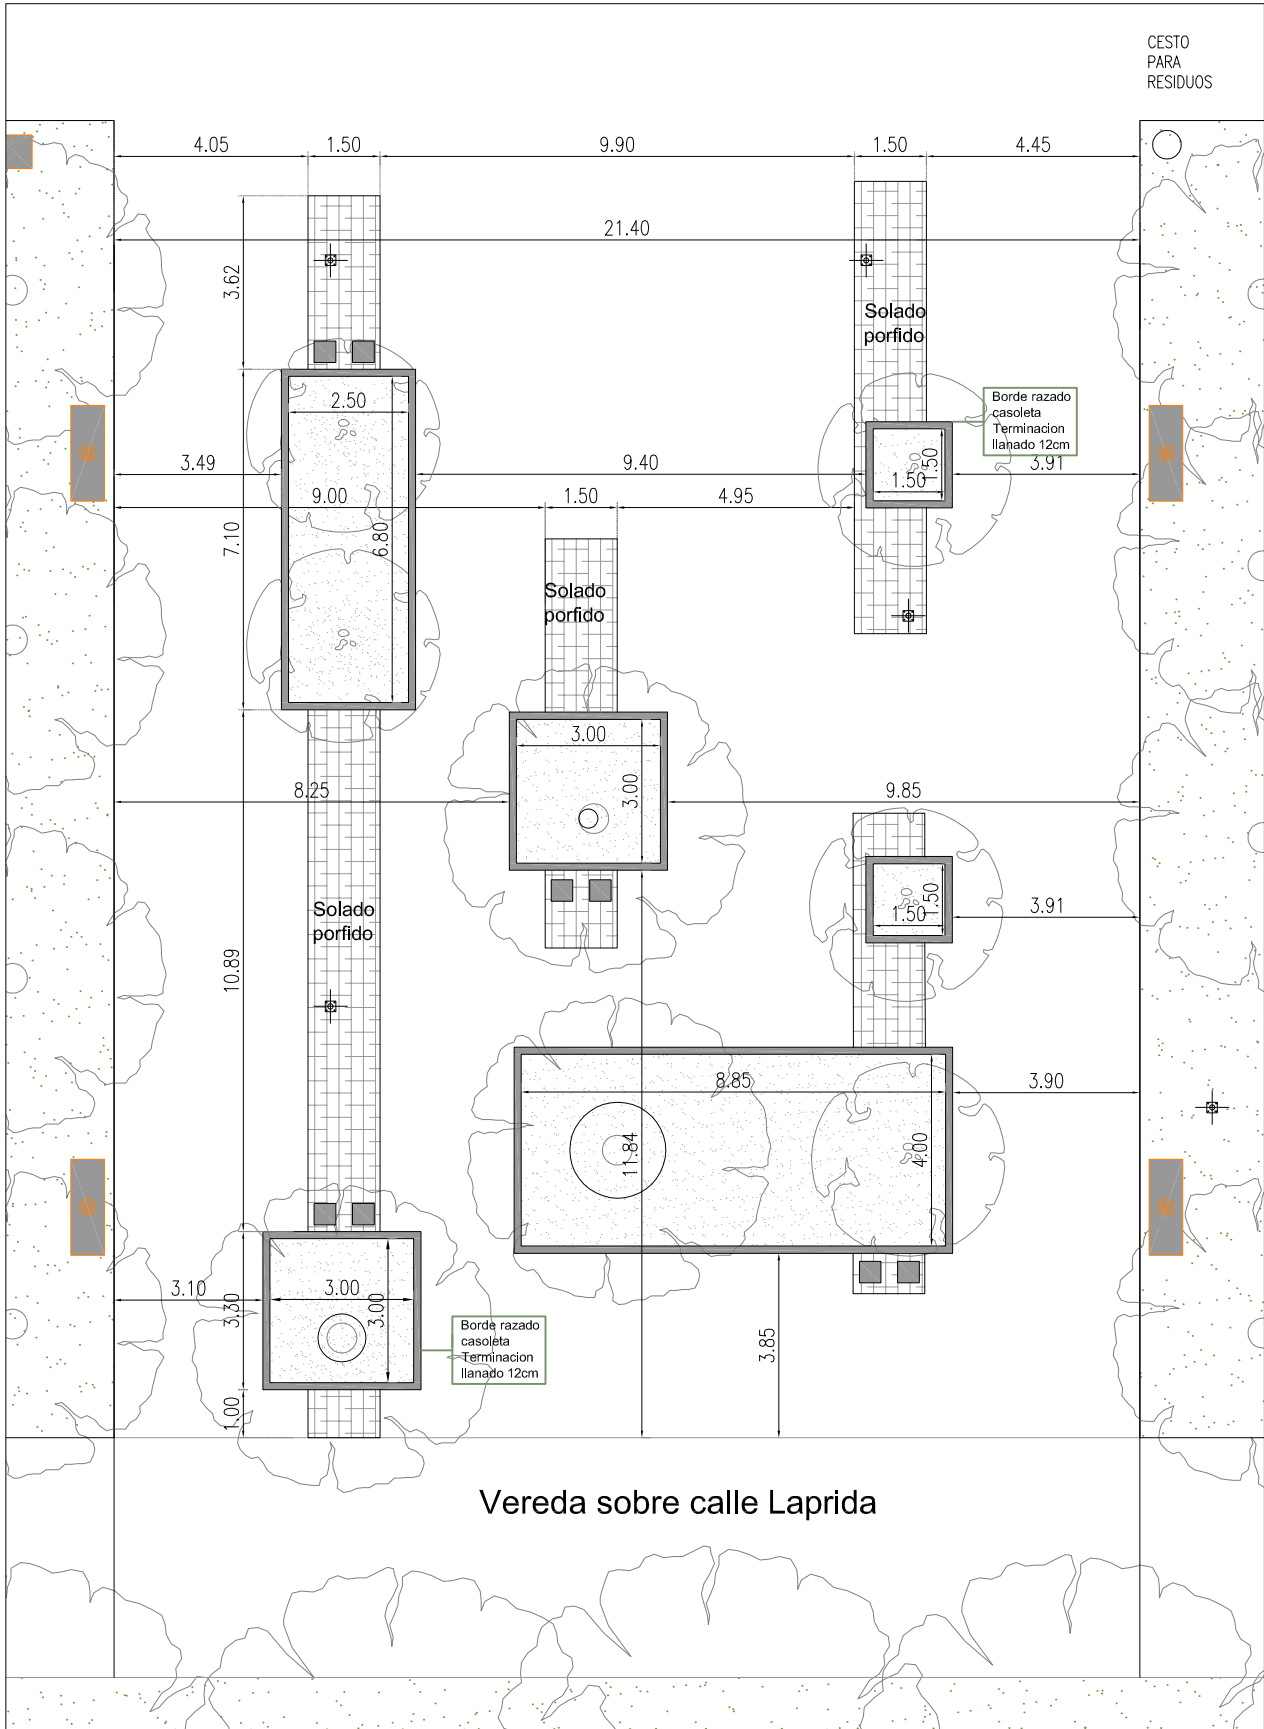 CESTO
PARA
RESIDUOS
4.05
1.50
9.90
1.50
4.45
21.40
3.62
Solado
porfido
2.50
Borde razado
casoleta
Terminacion
llanado 12cm
3.49
9.40
1.50
1.50
3.91
9.00
1.50
4.95
7.10
6.80
Solado
porfido
3.00
3.00
8.25
9.85
Solado
porfido
1.50
1.50
3.91
10.89
8.85
3.90
11.84
4.00
3.10
3.30
3.00
3.00
Borde razado
casoleta
Terminacion
llanado 12cm
3.85
1.00
Vereda sobre calle Laprida